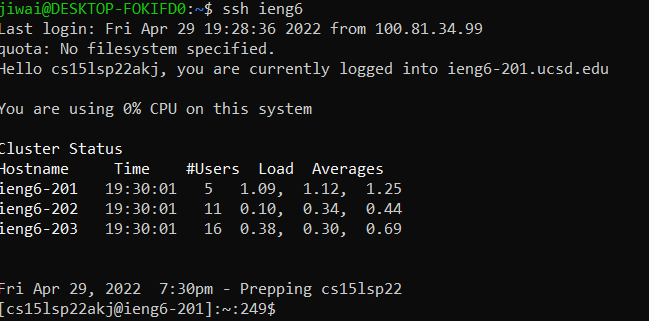 jiwai@DESKTOP-FOKIFD0:~$ ssh ieng6
Last login: Fri Apr 29 19:28:36 2022 from 100.81.34.99
quota: No filesystem specified.
Hello cs15lsp22akj, you are currently logged into ieng6-201.ucsd.edu
You are using 0% CPU on this system
Cluster Status
Hostname     Time    #Users  Load  Averages
ieng6-201   19:30:01   5   1.09,  1.12,  1.25
ieng6-202   19:30:01   11  0.10,  0.34,  0.44
ieng6-203   19:30:01   16  0.38,  0.30,  0.69
Fri Apr 29, 2022  7:30pm - Prepping cs15lsp22
[cs15lsp22akj@ieng6-201]:~:249$